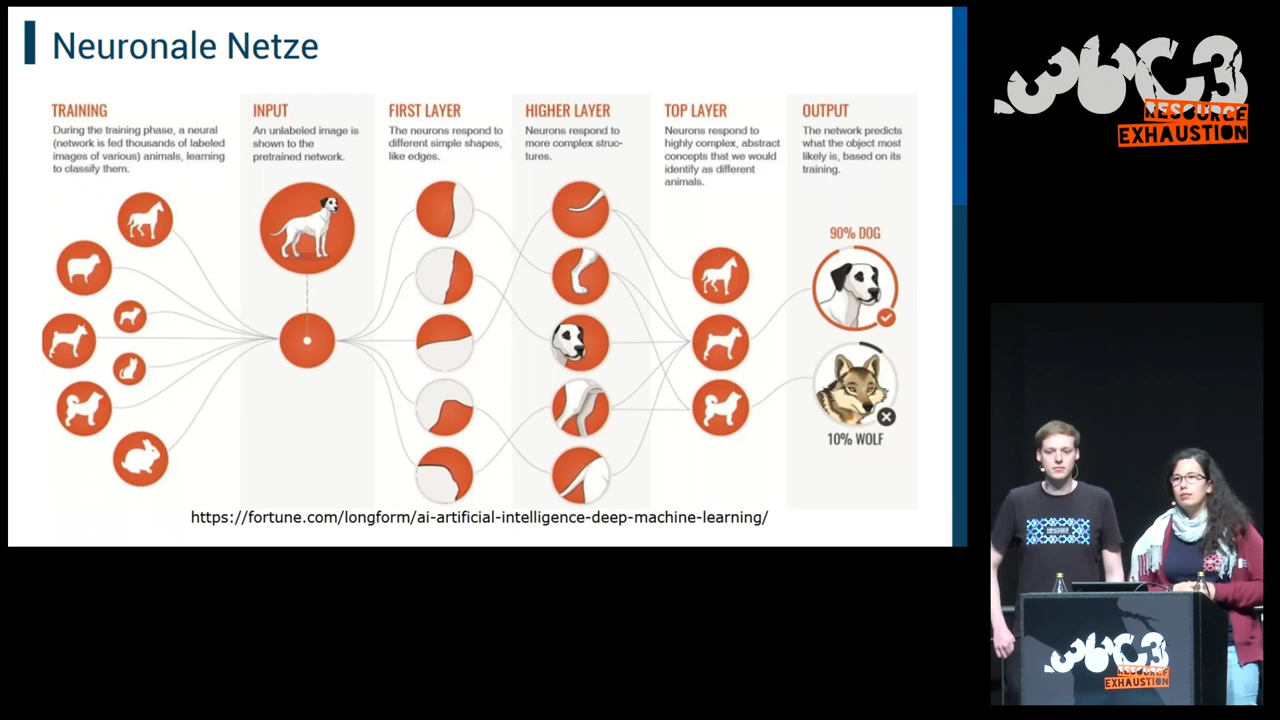 Neuronale Netze
TRAINING
During the training phase, a neural
(network is fed thousands of labeled
images of various) animals, learning
to classify them.
INPUT
An unlabeled image is
shown to the
pretrained network.
FIRST LAYER
The neurons respond to
different simple shapes,
like edges.
HIGHER LAYER
Neurons respond to
more complex struc-
tures.
TOP LAYER
Neurons respond to
highly complex, abstract
concepts that we would
identify as different
animals.
OUTPUT
The network predicts
what the object most
likely is, based on its
training.
90% DOG
10% WOLF
https://fortune.com/longform/ai-artificial-intelligence-deep-machine-learning/
36C3
RESOURCE
EXHAUSTION
36C3
RESOURCE
EXHAUSTION